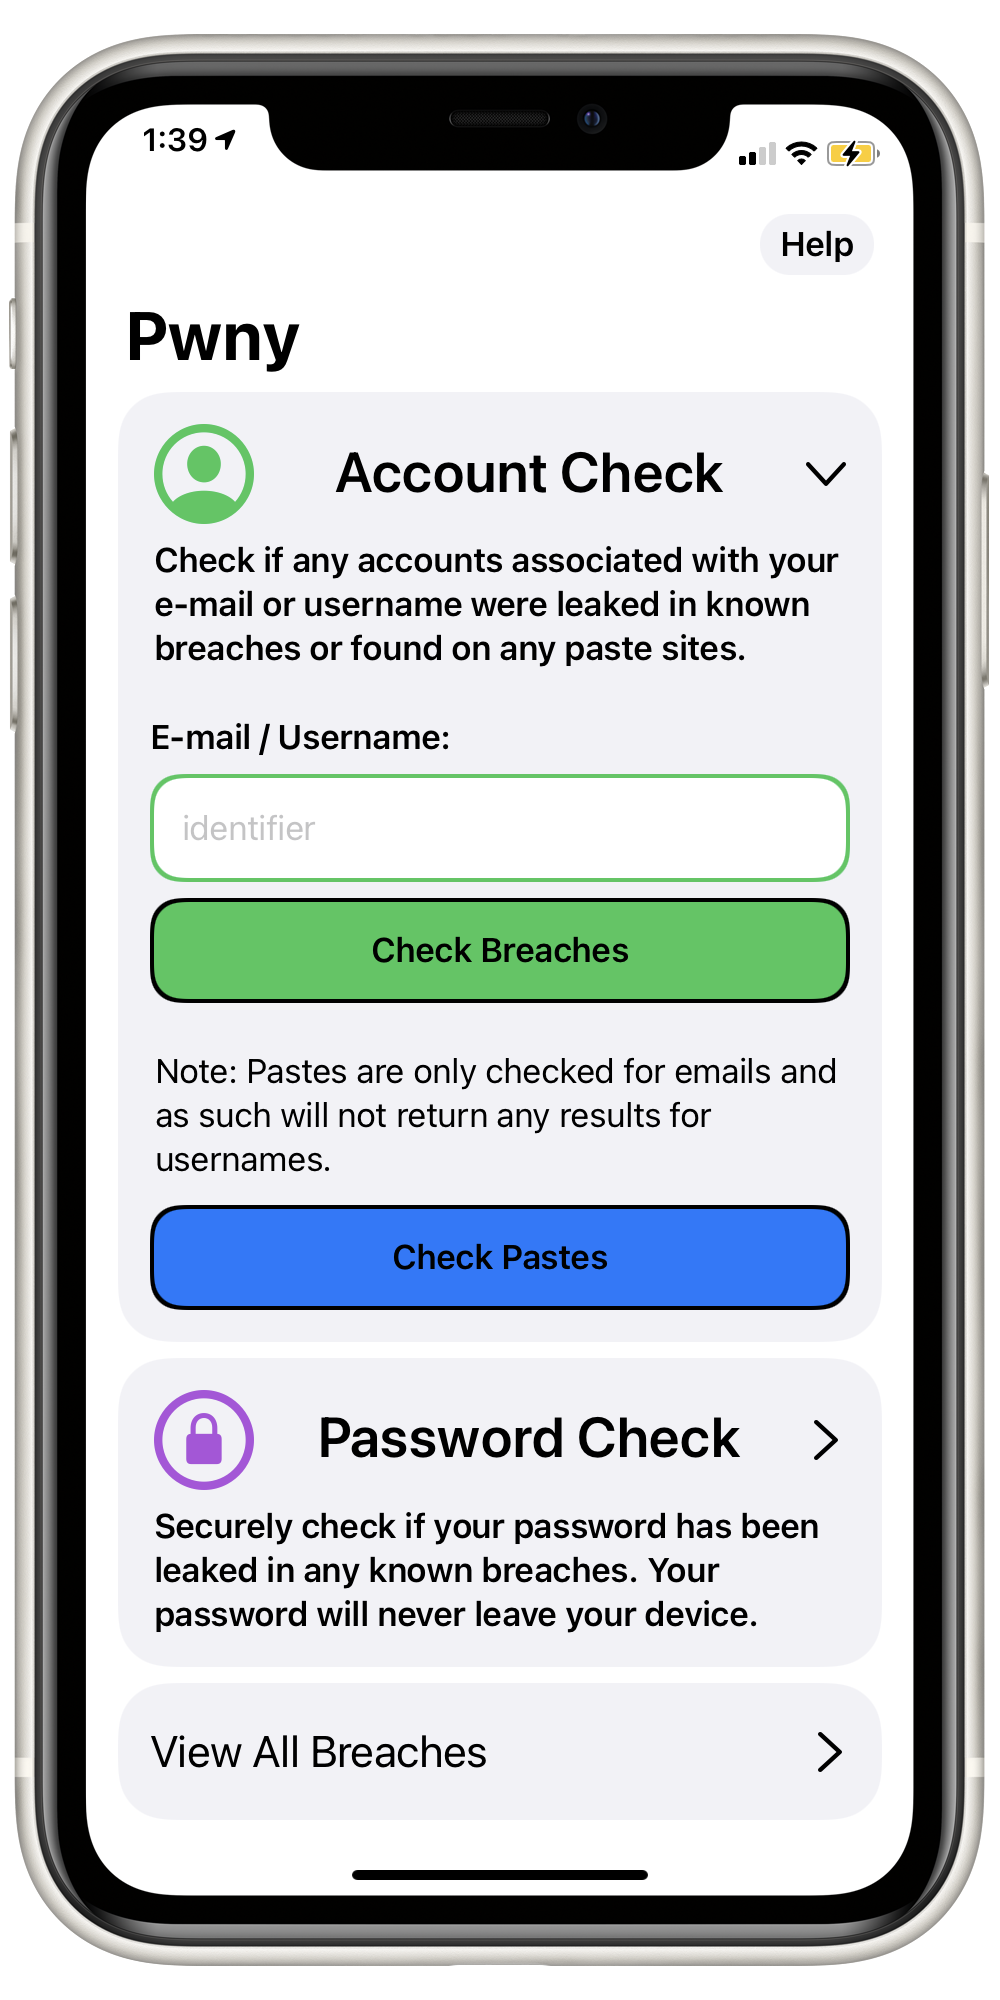 1:39
Help
Pwny
Account Check
Check if any accounts associated with your
e-mail or username were leaked in known
breaches or found on any paste sites.
E-mail / Username:
identifier
Check Breaches
Note: Pastes are only checked for emails and
as such will not return any results for
usernames.
Check Pastes
Password Check
Securely check if your password has been
leaked in any known breaches. Your
password will never leave your device.
View All Breaches